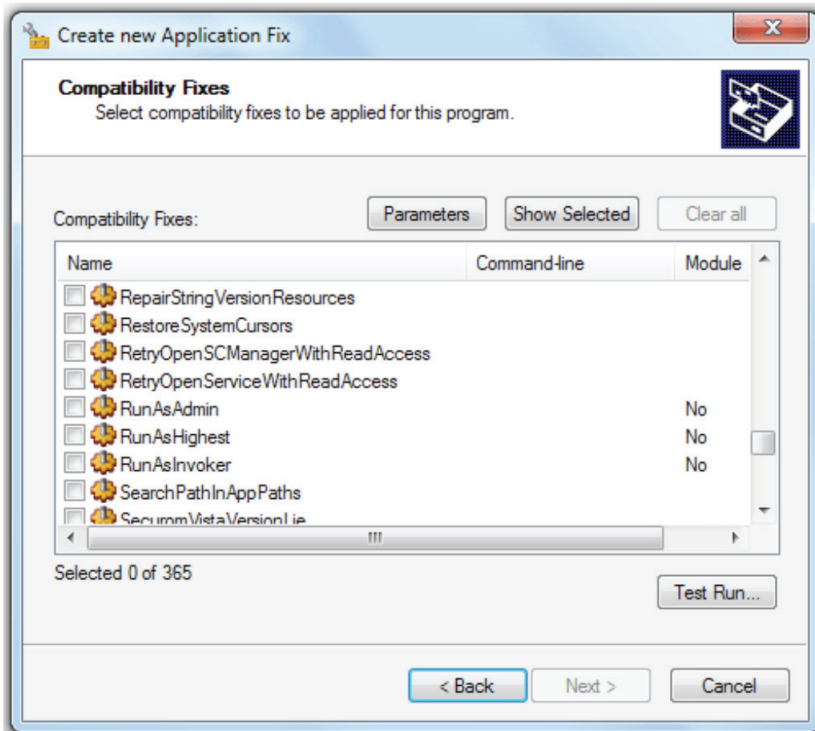 Create new Application Fix
Compatibility Fixes
Select compatibility fixes to be applied for this program.
Compatibility Fixes:
Parameters
Show Selected
Clear all
Name Command-line Module
RepairStringVersionResources
RestoreSystemCursors
RetryOpenSCManagerWithReadAccess
RetryOpenServiceWithReadAccess
RunAsAdmin No
RunAsHighest No
RunAsInvoker No
SearchPathInAppPaths
SecuromVistaVersionLie
Selected 0 of 365
Test Run...
< Back
Next >
Cancel